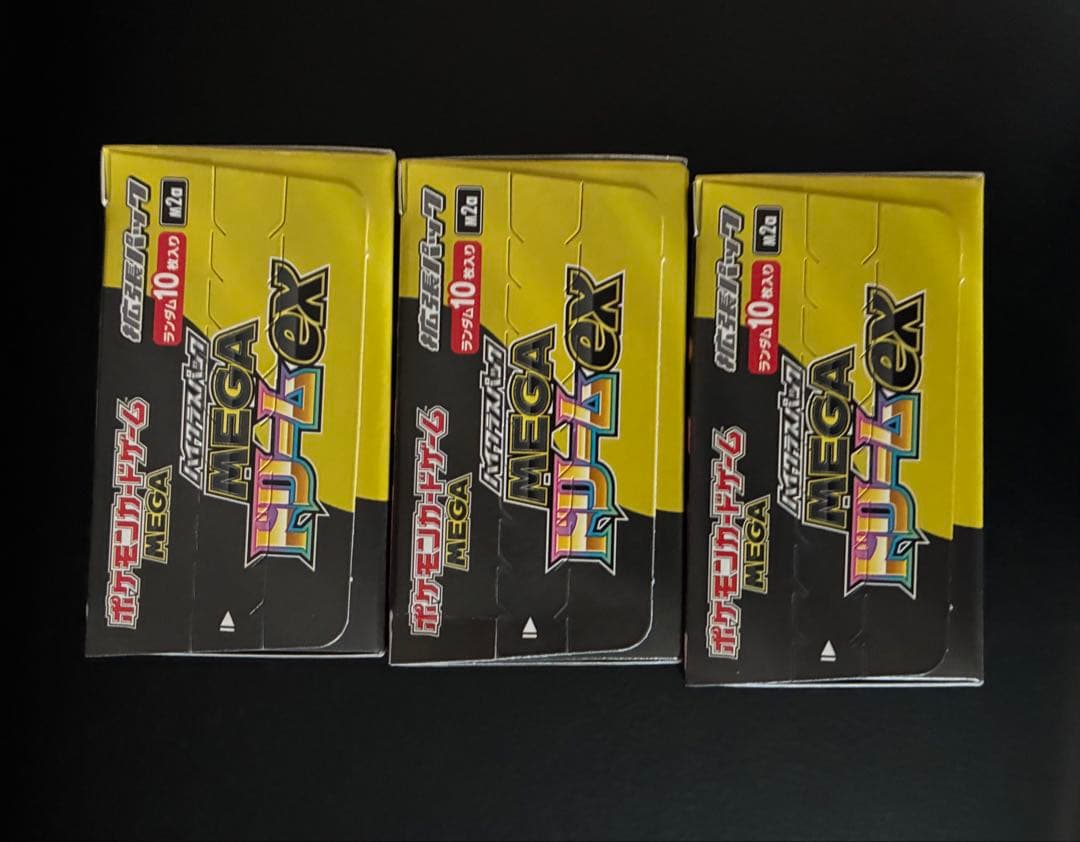 ポケモンカードゲーム
MEGA
拡張パック
ランダム10枚入り
M2a
ハイクラスパック
MEGA
ドリームex
ポケモンカードゲーム
MEGA
拡張パック
ランダム10枚入り
M2a
ハイクラスパック
MEGA
ドリームex
ポケモンカードゲーム
MEGA
拡張パック
ランダム10枚入り
M2a
ハイクラスパック
MEGA
ドリームex